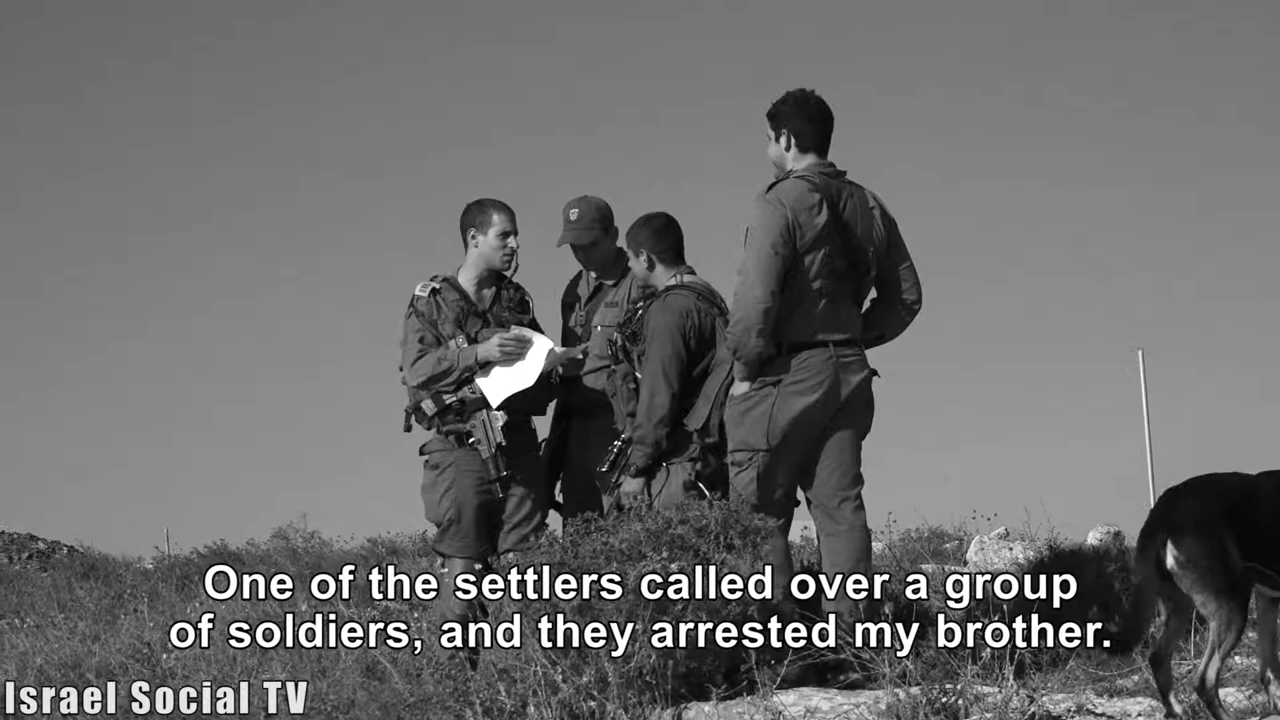 One of the settlers called over a group
of soldiers, and they arrested my brother.
Israel Social TV